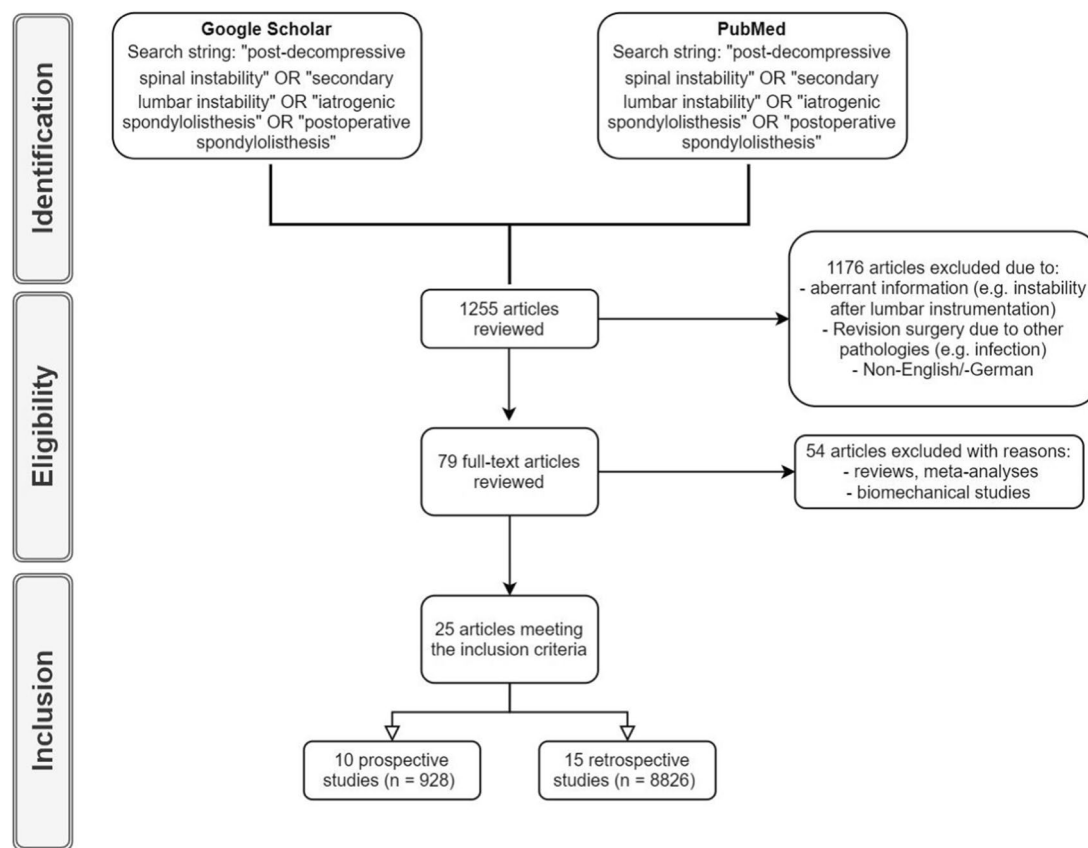 Identification
Google Scholar
Search string: "post-decompressive
spinal instability" OR "secondary
lumbar instability" OR "iatrogenic
spondylolisthesis" OR "postoperative
spondylolisthesis"
PubMed
Search string: "post-decompressive
spinal instability" OR "secondary
lumbar instability" OR "iatrogenic
spondylolisthesis" OR "postoperative
spondylolisthesis"
Eligibility
1255 articles
reviewed
1176 articles excluded due to:
- aberrant information (e.g. instability
after lumbar instrumentation)
- Revision surgery due to other
pathologies (e.g. infection)
- Non-English/-German
79 full-text articles
reviewed
54 articles excluded with reasons:
- reviews, meta-analyses
- biomechanical studies
Inclusion
25 articles meeting
the inclusion criteria
10 prospective
studies (n = 928)
15 retrospective
studies (n = 8826)